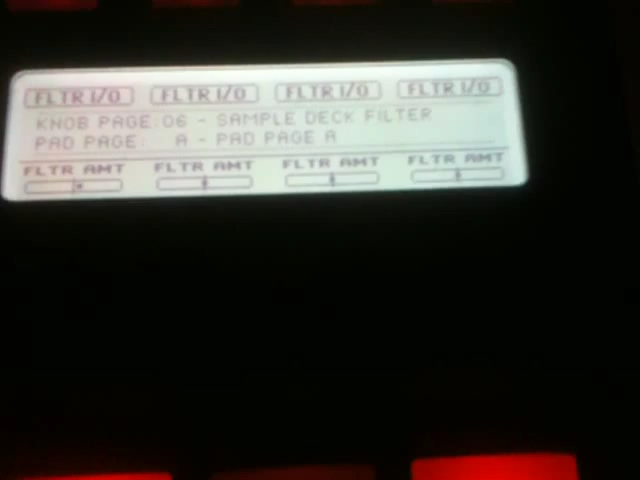 FLTR I/O FLTR I/O FLTR I/O FLTR I/O
KNOB PAGE:06 - SAMPLE DECK FILTER
PAD PAGE: A - PAD PAGE A
FLTR AMT FLTR AMT FLTR AMT FLTR AMT